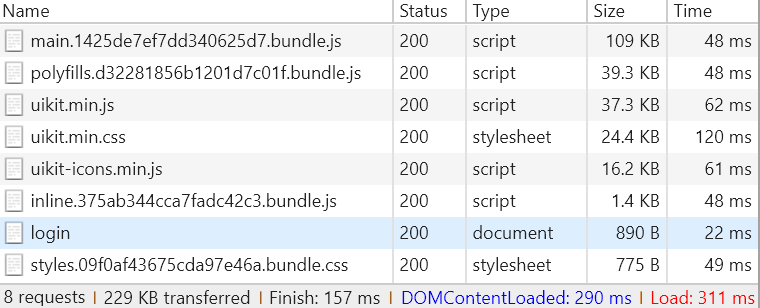 Name Status Type Size Time
main.1425de7ef7dd340625d7.bundle.js 200 script 109 KB 48 ms
polyfills.d32281856b1201d7c01f.bundle.js 200 script 39.3 KB 48 ms
uikit.min.js 200 script 37.3 KB 62 ms
uikit.min.css 200 stylesheet 24.4 KB 120 ms
uikit-icons.min.js 200 script 16.2 KB 61 ms
inline.375ab344cca7fadc42c3.bundle.js 200 script 1.4 KB 48 ms
login 200 document 890 B 22 ms
styles.09f0af43675cda97e46a.bundle.css 200 stylesheet 775 B 49 ms
8 requests | 229 KB transferred | Finish: 157 ms | DOMContentLoaded: 290 ms | Load: 311 ms